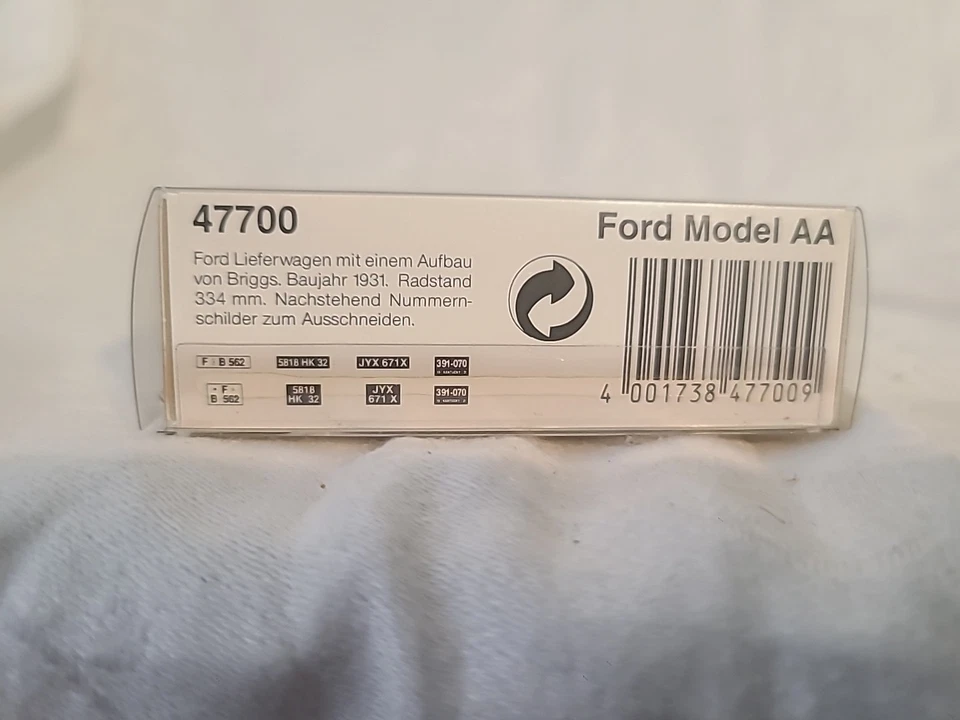 47700
Ford Model AA
Ford Lieferwagen mit einem Aufbau
von Briggs. Baujahr 1931. Radstand
334 mm. Nachstehend Nummern-
schilder zum Ausschneiden.
F B 562
5818 HK 32
JYX 671X
391-070
F
B 562
5818
HK 32
JYX
671 X
391-070
4 001738 477009